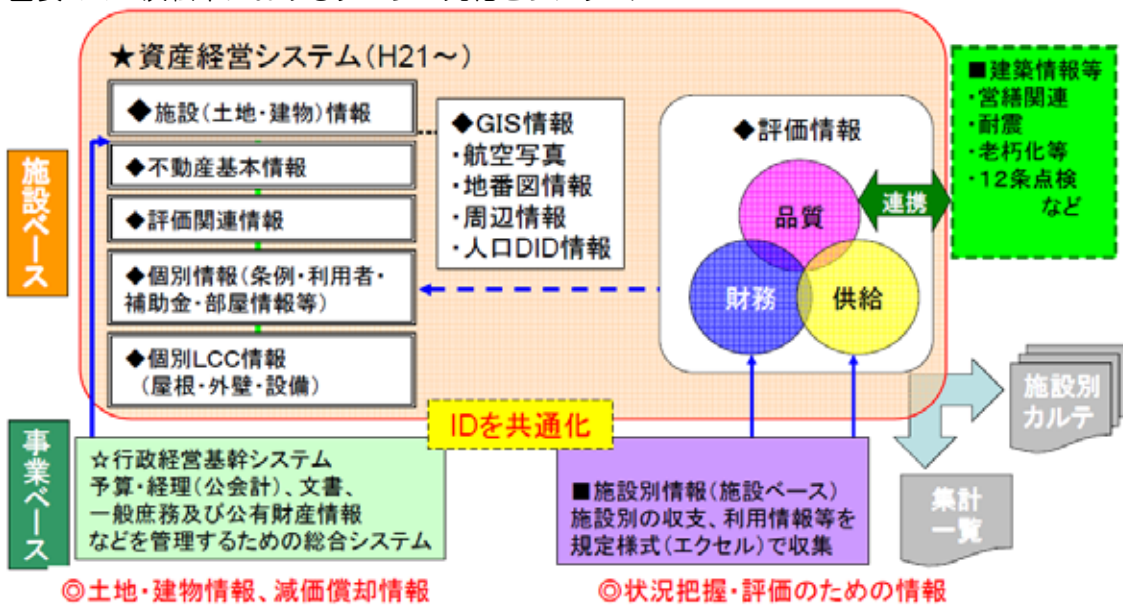 ★資産経営システム(H21～)
◆施設(土地・建物)情報
◆不動産基本情報
◆評価関連情報
◆個別情報(条例・利用者・
補助金・部屋情報等)
◆個別LCC情報
(屋根・外壁・設備)
◆GIS情報
・航空写真
・地番図情報
・周辺情報
・人口DID情報
◆評価情報
品質
財務
供給
連携
■建築情報等
・営繕関連
・耐震
・老朽化等
・12条点検
など
施設ベース
事業ベース
IDを共通化
施設別
カルテ
集計
一覧
☆行政経営基幹システム
予算・経理(公会計)、文書、
一般庶務及び公有財産情報
などを管理するための総合システム
■施設別情報(施設ベース)
施設別の収支、利用情報等を
規定様式(エクセル)で収集
◎土地・建物情報、減価償却情報
◎状況把握・評価のための情報